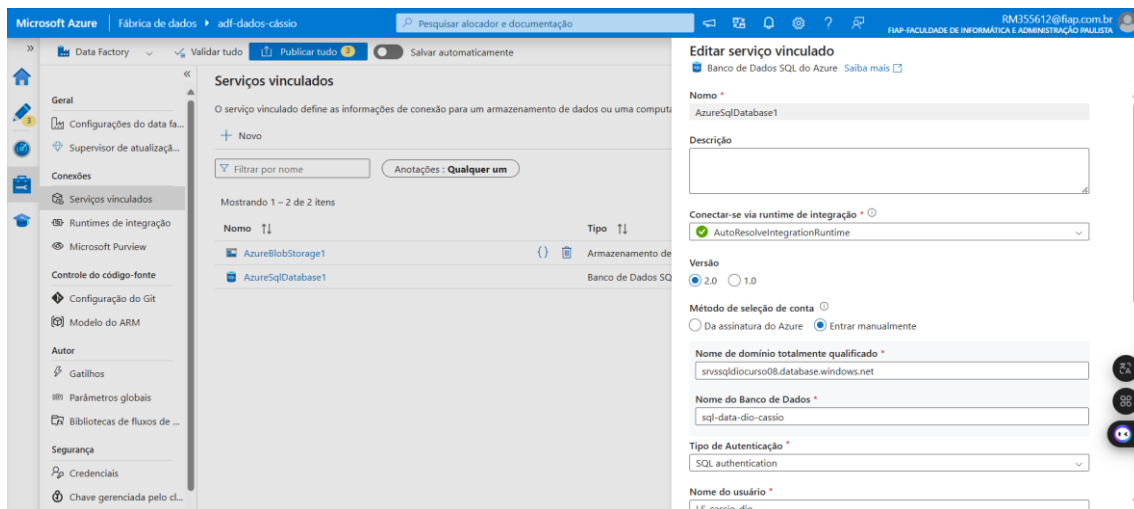 Microsoft Azure | Fábrica de dados ▸ adf-dados-cássio
Pesquisar alocador e documentação
RM355612@fiap.com.br
FIAP-FACULDADE DE INFORMÁTICA E ADMINISTRAÇÃO PAULISTA
Data Factory
Validar tudo
Publicar tudo 3
Salvar automaticamente
3
Geral
Configurações do data fa...
Supervisor de atualizaçã...
Conexões
Serviços vinculados
Runtimes de integração
Microsoft Purview
Controle do código-fonte
Configuração do Git
Modelo do ARM
Autor
Gatilhos
Parâmetros globais
Bibliotecas de fluxos de ...
Segurança
Credenciais
Chave gerenciada pelo cl...
Serviços vinculados
O serviço vinculado define as informações de conexão para um armazenamento de dados ou uma computa
+ Novo
Filtrar por nome
Anotações : Qualquer um
Mostrando 1 – 2 de 2 itens
Nome ↑↓ Tipo ↑↓
AzureBlobStorage1 {} Armazenamento de
AzureSqlDatabase1 Banco de Dados SQ
Editar serviço vinculado
Banco de Dados SQL do Azure Saiba mais
Nome *
AzureSqlDatabase1
Descrição
Conectar-se via runtime de integração *
AutoResolveIntegrationRuntime
Versão
2.0 1.0
Método de seleção de conta
Da assinatura do Azure Entrar manualmente
Nome de domínio totalmente qualificado *
srvssqldiocurso08.database.windows.net
Nome do Banco de Dados *
sql-data-dio-cassio
Tipo de Autenticação *
SQL authentication
Nome do usuário *